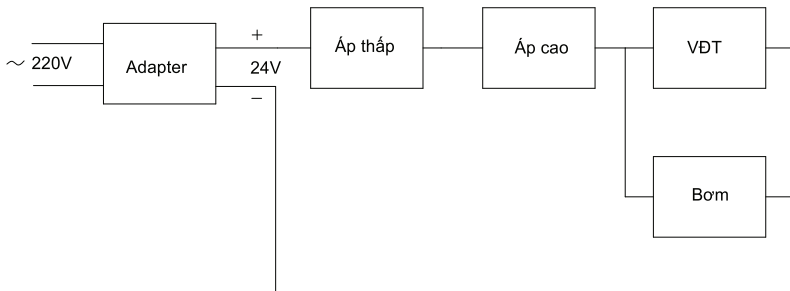 ～ 220V
Adapter
+
24V
−
Áp thấp
Áp cao
VĐT
Bơm